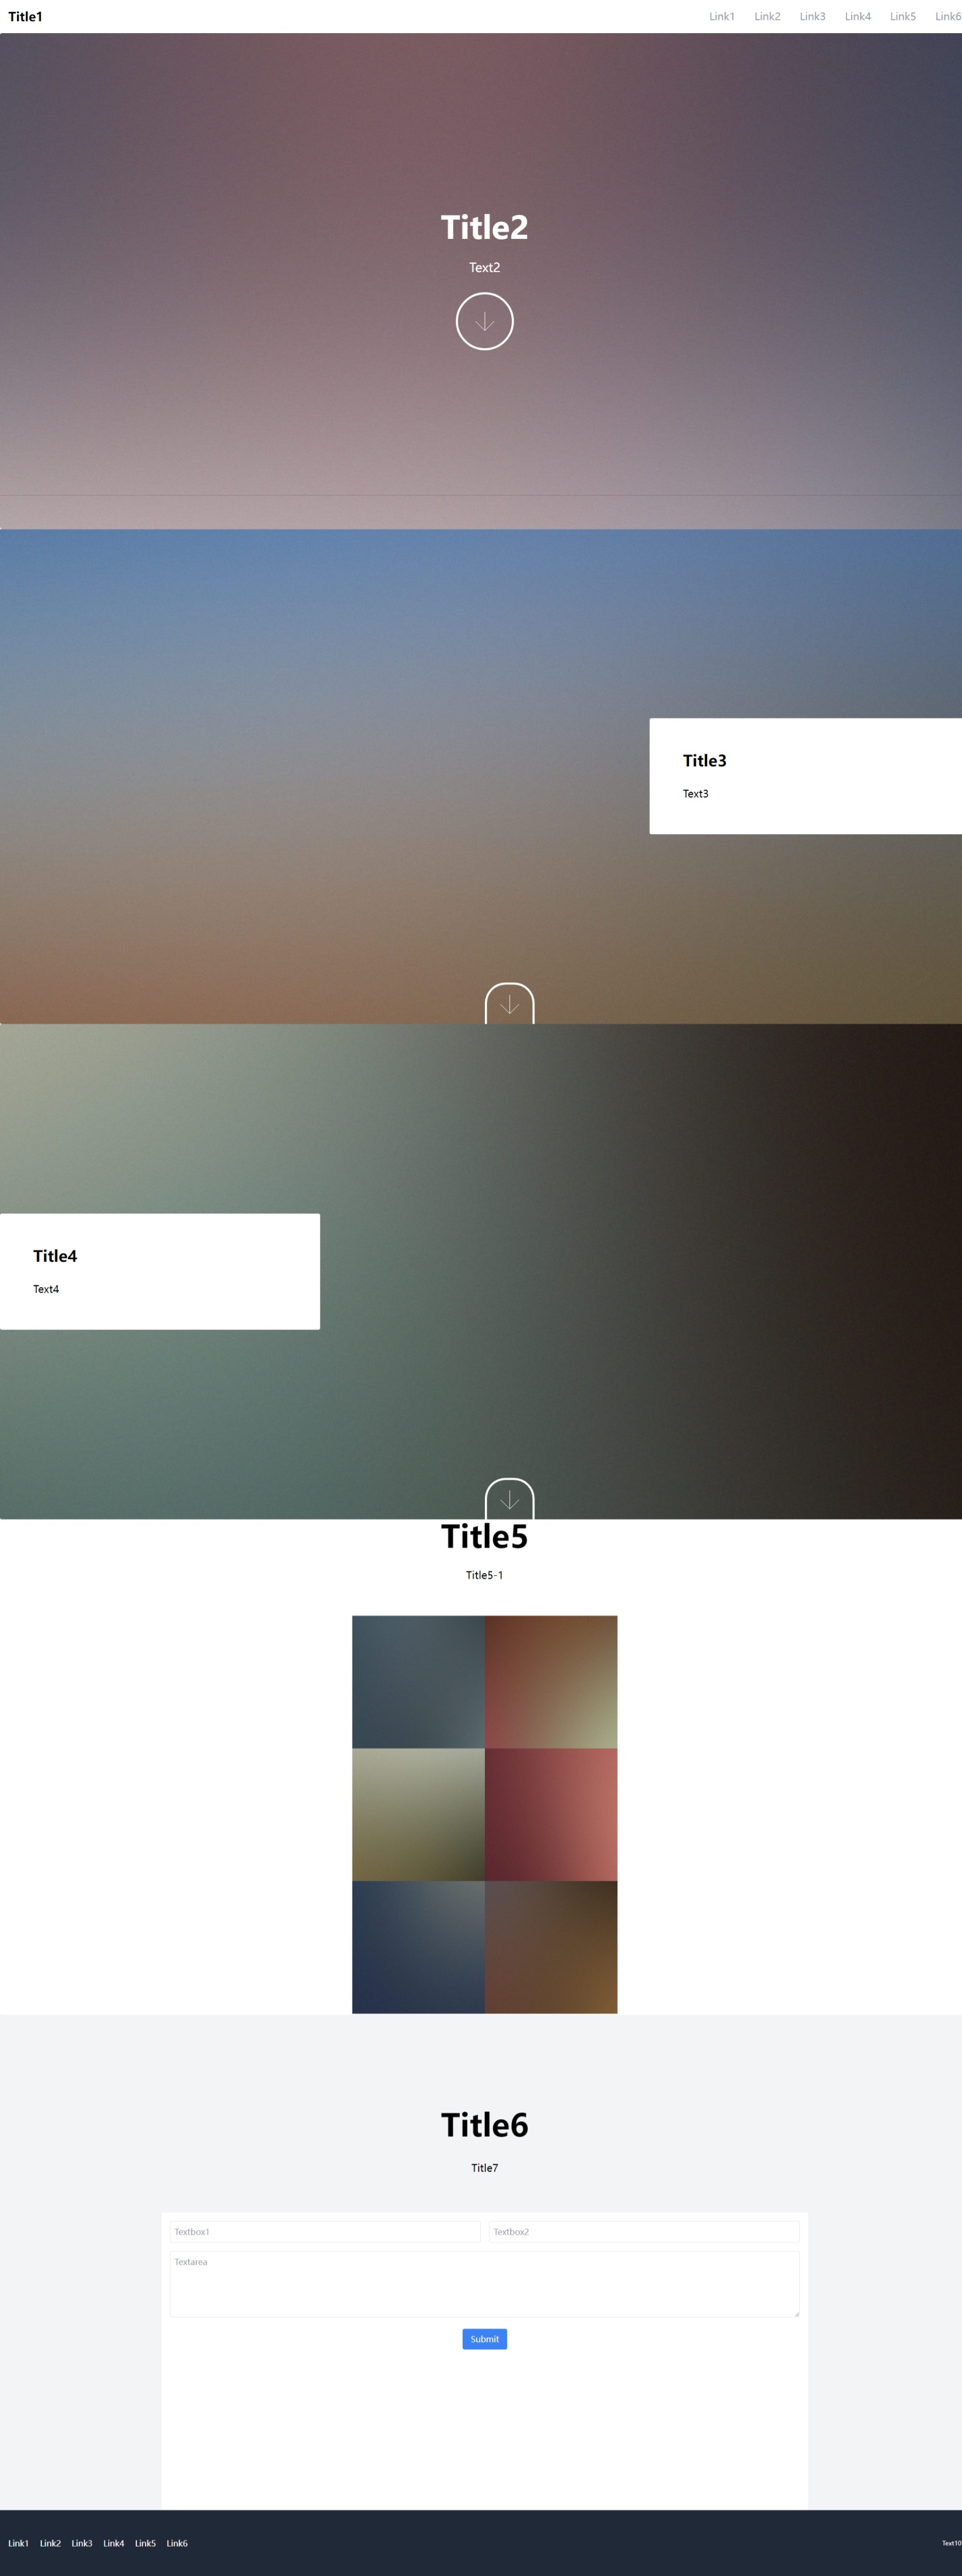 Title1 Link1 Link2 Link3 Link4 Link5 Link6
Title2
Text2
Title3
Text3
Title4
Text4
Title5
Title5-1
Title6
Title7
Textbox1 Textbox2
Textarea
Submit
Link1 Link2 Link3 Link4 Link5 Link6 Text10